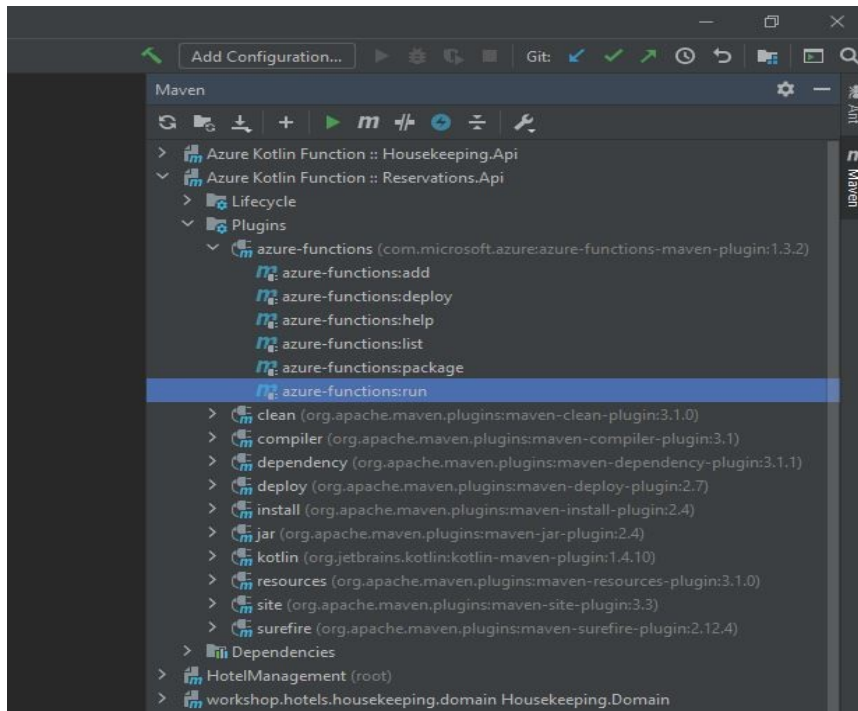 Add Configuration...
Git:
Maven
Azure Kotlin Function :: Housekeeping.Api
Azure Kotlin Function :: Reservations.Api
Lifecycle
Plugins
azure-functions (com.microsoft.azure:azure-functions-maven-plugin:1.3.2)
azure-functions:add
azure-functions:deploy
azure-functions:help
azure-functions:list
azure-functions:package
azure-functions:run
clean (org.apache.maven.plugins:maven-clean-plugin:3.1.0)
compiler (org.apache.maven.plugins:maven-compiler-plugin:3.1)
dependency (org.apache.maven.plugins:maven-dependency-plugin:3.1.1)
deploy (org.apache.maven.plugins:maven-deploy-plugin:2.7)
install (org.apache.maven.plugins:maven-install-plugin:2.4)
jar (org.apache.maven.plugins:maven-jar-plugin:2.4)
kotlin (org.jetbrains.kotlin:kotlin-maven-plugin:1.4.10)
resources (org.apache.maven.plugins:maven-resources-plugin:3.1.0)
site (org.apache.maven.plugins:maven-site-plugin:3.3)
surefire (org.apache.maven.plugins:maven-surefire-plugin:2.12.4)
Dependencies
HotelManagement (root)
workshop.hotels.housekeeping.domain Housekeeping.Domain
Ant
Maven